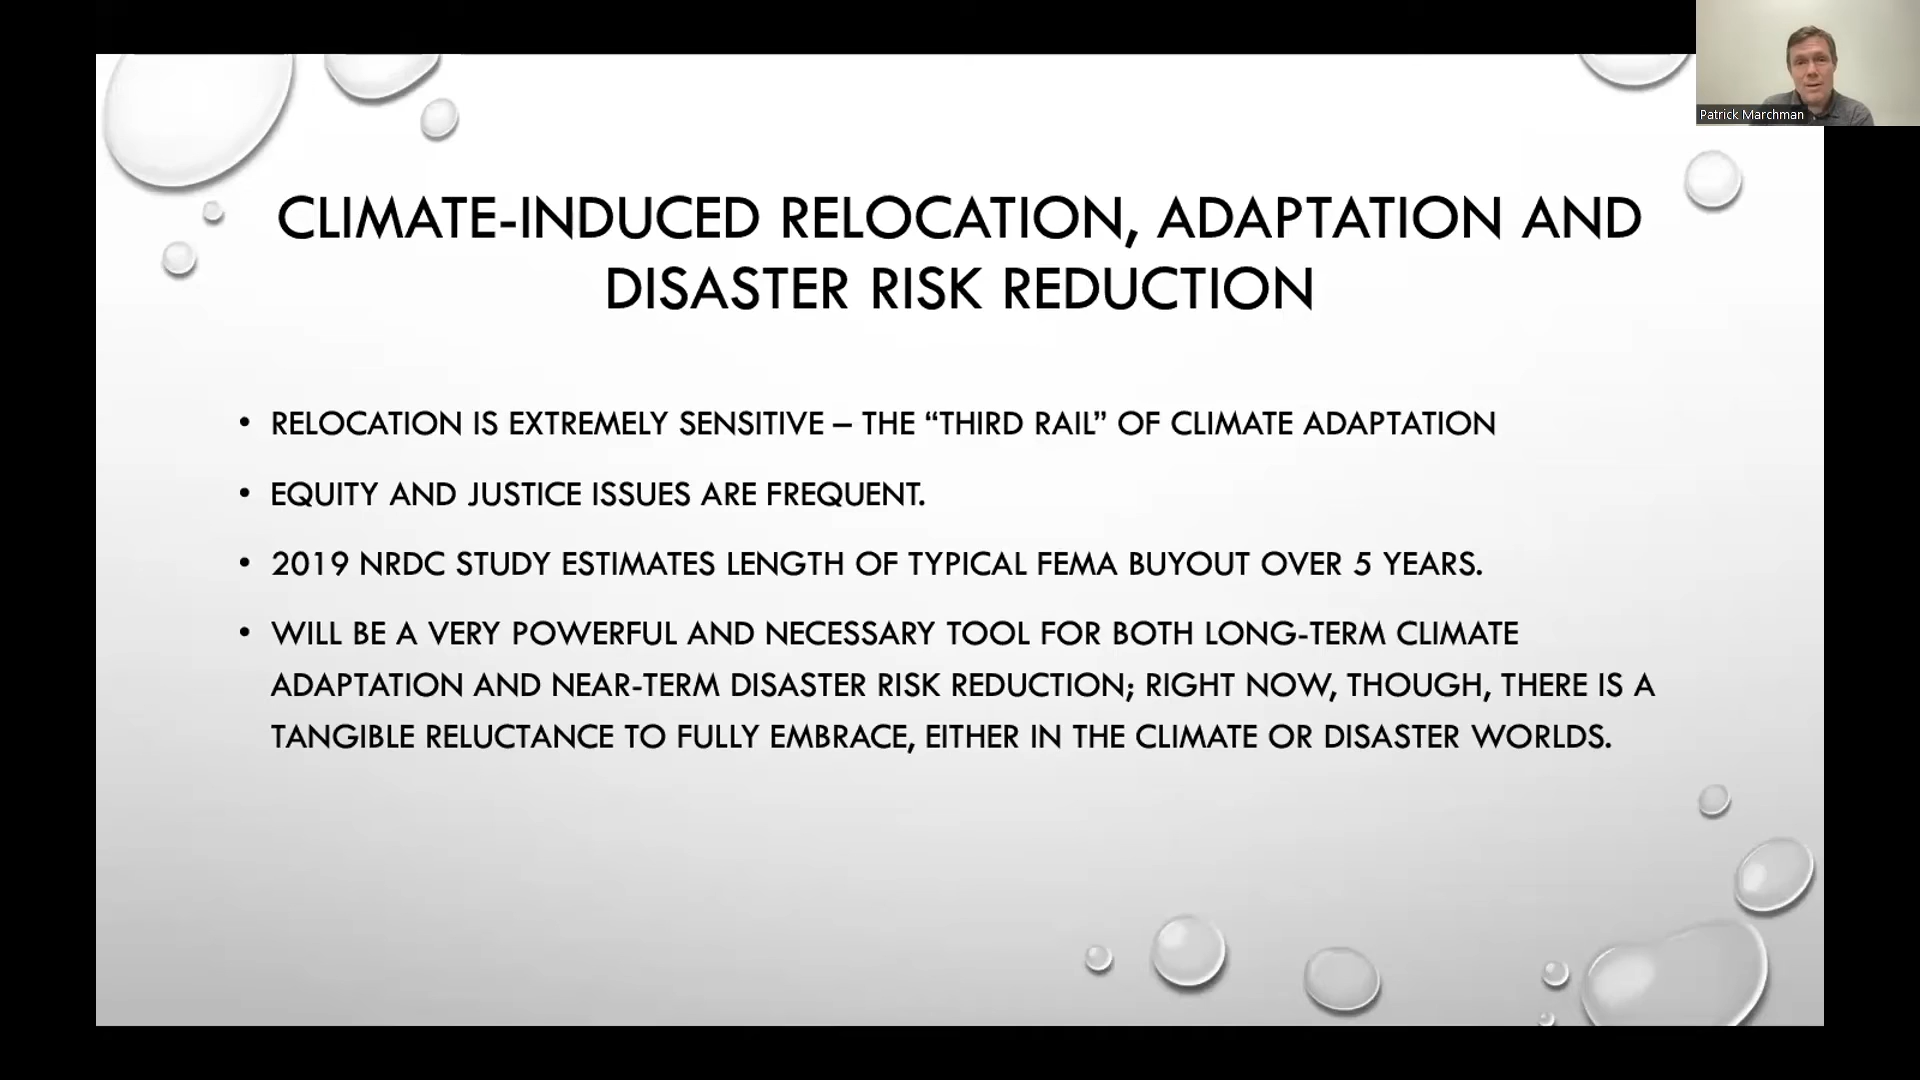 Patrick Marchman
CLIMATE-INDUCED RELOCATION, ADAPTATION AND
DISASTER RISK REDUCTION
• RELOCATION IS EXTREMELY SENSITIVE – THE “THIRD RAIL” OF CLIMATE ADAPTATION
• EQUITY AND JUSTICE ISSUES ARE FREQUENT.
• 2019 NRDC STUDY ESTIMATES LENGTH OF TYPICAL FEMA BUYOUT OVER 5 YEARS.
• WILL BE A VERY POWERFUL AND NECESSARY TOOL FOR BOTH LONG-TERM CLIMATE
ADAPTATION AND NEAR-TERM DISASTER RISK REDUCTION; RIGHT NOW, THOUGH, THERE IS A
TANGIBLE RELUCTANCE TO FULLY EMBRACE, EITHER IN THE CLIMATE OR DISASTER WORLDS.